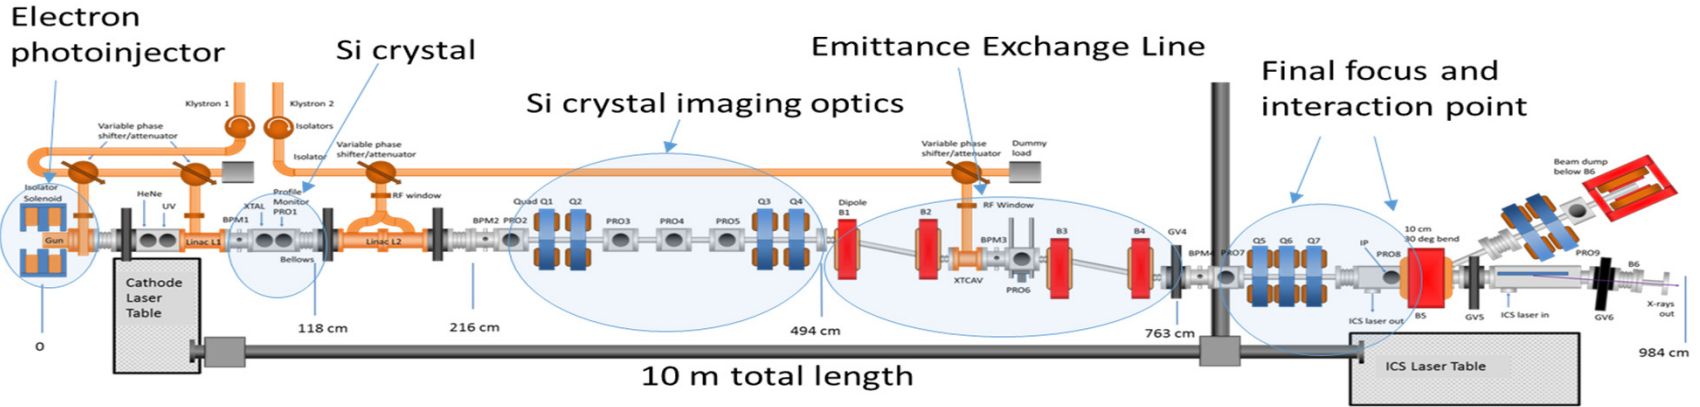 Electron
photoinjector
Si crystal
Si crystal imaging optics
Emittance Exchange Line
Final focus and
interaction point
Klystron 1
Klystron 2
Isolators
Variable phase
shifter/attenuator
Isolator
Variable phase
shifter/attenuator
Variable phase
shifter/attenuator
Dummy
load
Beam dump
below B6
Isolator
Solenoid
HeNe
UV
Profile
Monitor
PRO1
XTAL
BPM1
RF window
Gun
Linac L1
Linac L2
Bellows
BPM2
PRO2
Quad Q1
Q2
PRO3
PRO4
PRO5
Q3
Q4
Dipole
B1
B2
RF Window
BPM3
XTCAV
PRO6
B3
B4
GV4
BPM4
PRO7
Q5
Q6
Q7
IP
PRO8
10 cm
30 deg bend
B5
ICS laser out
GV5
ICS laser in
PRO9
GV6
B6
X-rays
out
Cathode
Laser
Table
0
118 cm
216 cm
494 cm
763 cm
984 cm
10 m total length
ICS Laser Table